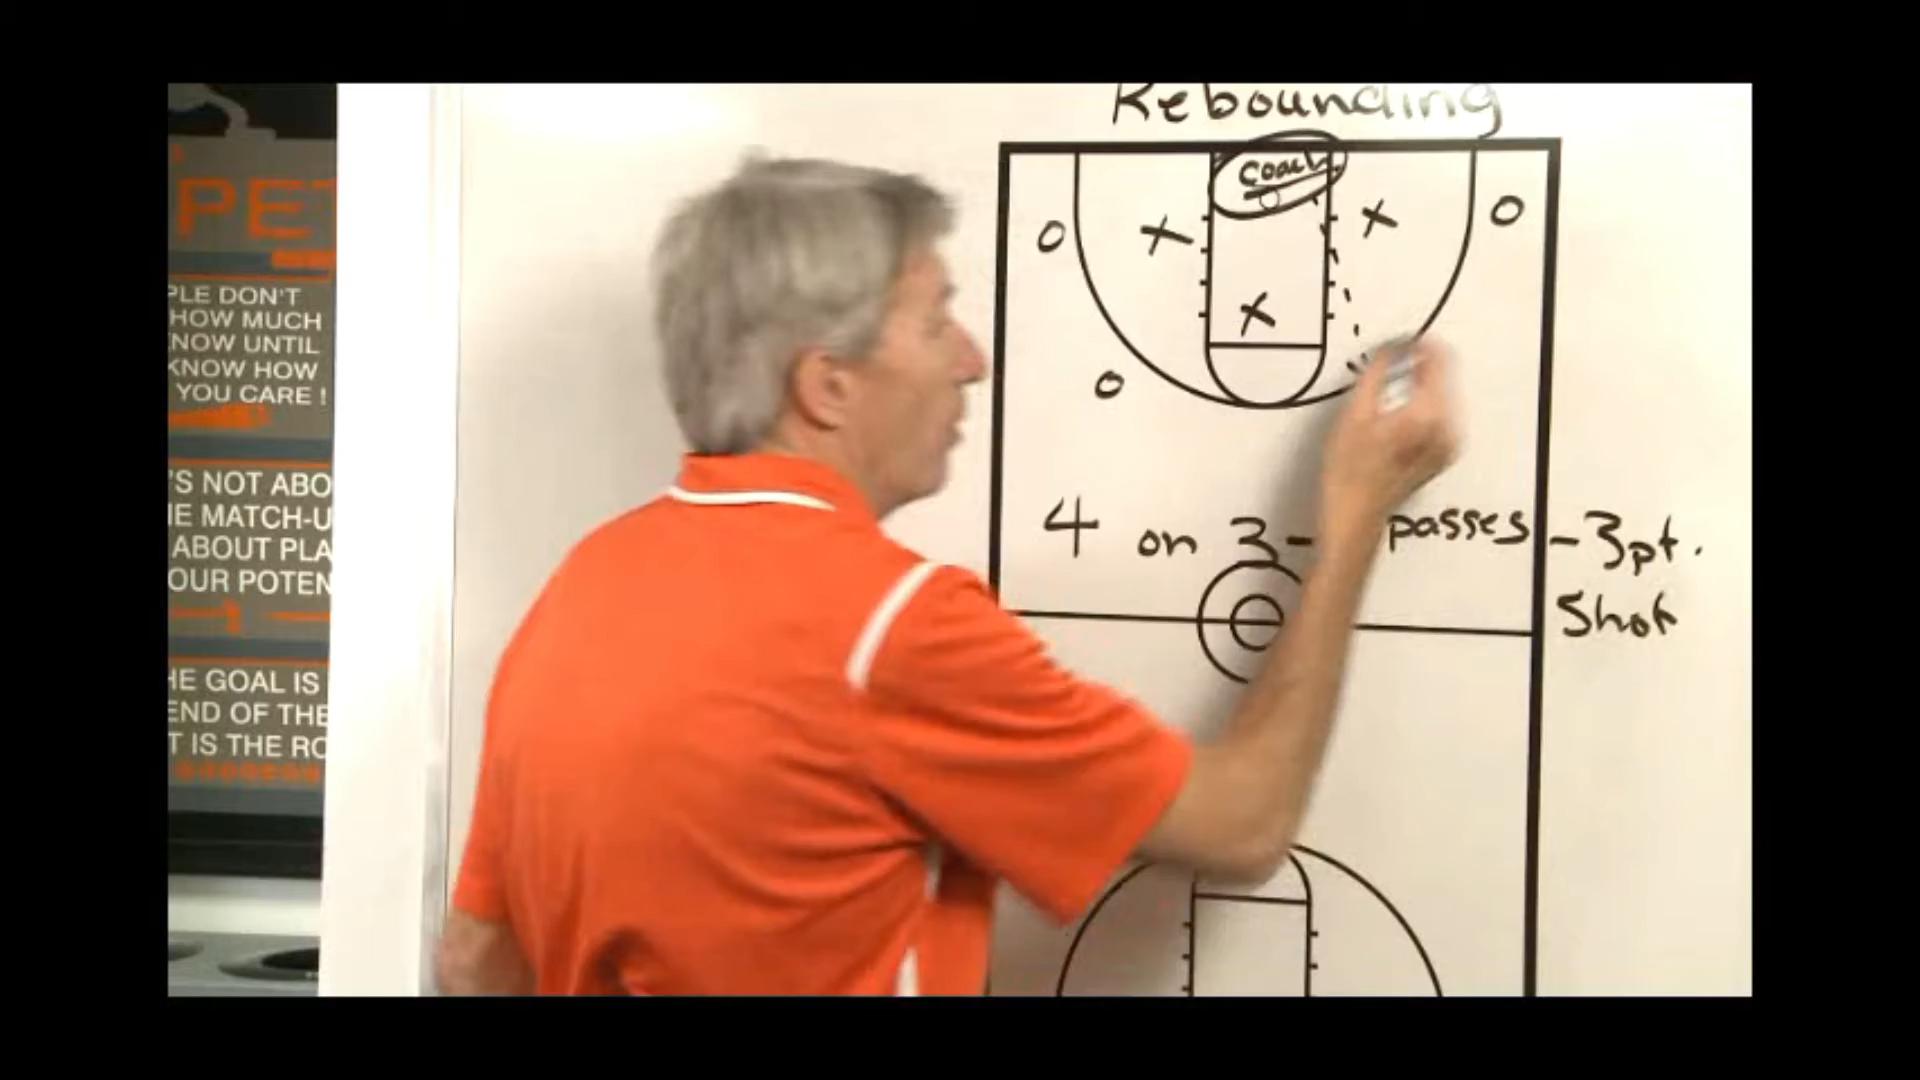 Rebounding
coach
O X X O
X
O
4 on 3 - passes - 3pt.
Shot
PE
PLE DON'T
HOW MUCH
NOW UNTIL
KNOW HOW
YOU CARE !
'S NOT ABO
E MATCH-U
ABOUT PLA
OUR POTEN
HE GOAL IS
END OF THE
T IS THE RO